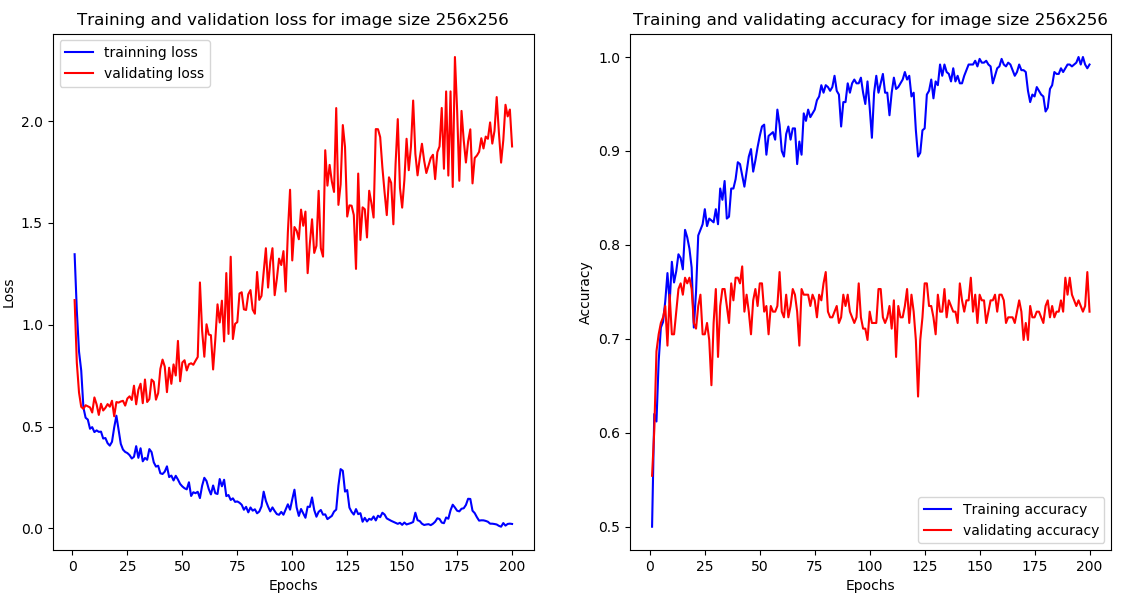 Training and validation loss for image size 256x256
trainning loss
validating loss
Loss
2.0
1.5
1.0
0.5
0.0
0 25 50 75 100 125 150 175 200
Epochs
Training and validating accuracy for image size 256x256
Accuracy
1.0
0.9
0.8
0.7
0.6
0.5
Training accuracy
validating accuracy
0 25 50 75 100 125 150 175 200
Epochs